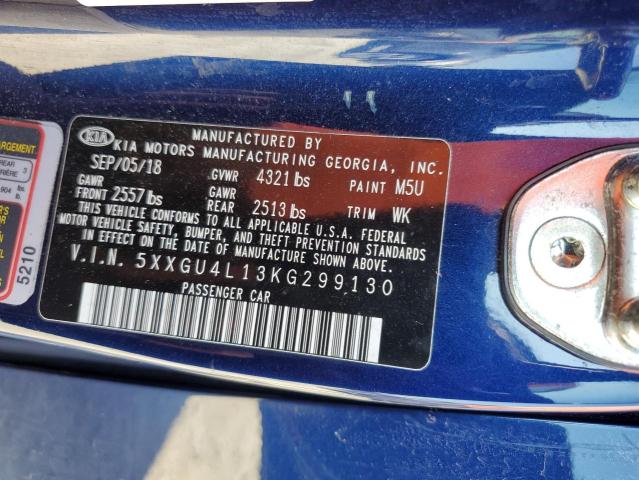 KIA
MANUFACTURED BY
KIA MOTORS MANUFACTURING GEORGIA, INC.
SEP/05/18 GVWR 4321 lbs PAINT M5U
GAWR GAWR
FRONT 2557 lbs REAR 2513 lbs TRIM WK
THIS VEHICLE CONFORMS TO ALL APPLICABLE U.S.A. FEDERAL
MOTOR VEHICLE SAFETY, BUMPER, AND THEFT PREVENTION STANDARDS
IN EFFECT ON THE DATE OF MANUFACTURE SHOWN ABOVE.
V.I.N. 5XXGU4L13KG299130
PASSENGER CAR
5210
REAR 3